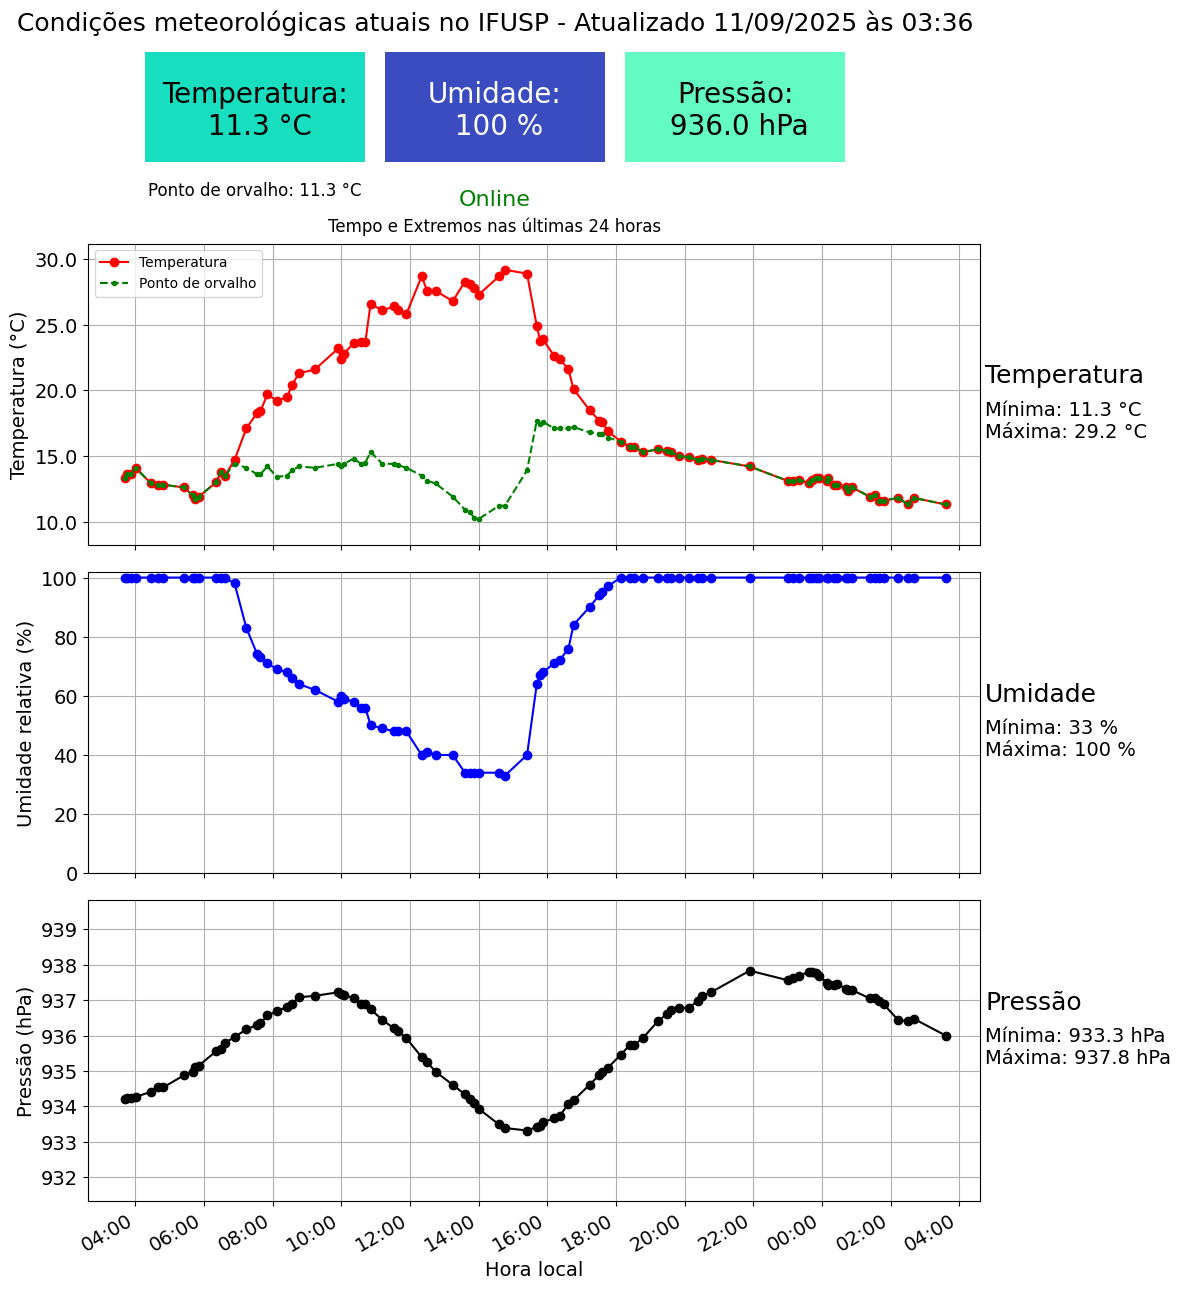 Condições meteorológicas atuais no IFUSP - Atualizado 11/09/2025 às 03:36
Temperatura:
11.3 °C
Umidade:
100 %
Pressão:
936.0 hPa
Ponto de orvalho: 11.3 °C
Online
Tempo e Extremos nas últimas 24 horas
Temperatura
Ponto de orvalho
Temperatura (°C)
30.0
25.0
20.0
15.0
10.0
Temperatura
Mínima: 11.3 °C
Máxima: 29.2 °C
Umidade relativa (%)
100
80
60
40
20
0
Umidade
Mínima: 33 %
Máxima: 100 %
Pressão (hPa)
939
938
937
936
935
934
933
932
Pressão
Mínima: 933.3 hPa
Máxima: 937.8 hPa
04:00
06:00
08:00
10:00
12:00
14:00
16:00
18:00
20:00
22:00
00:00
02:00
04:00
Hora local